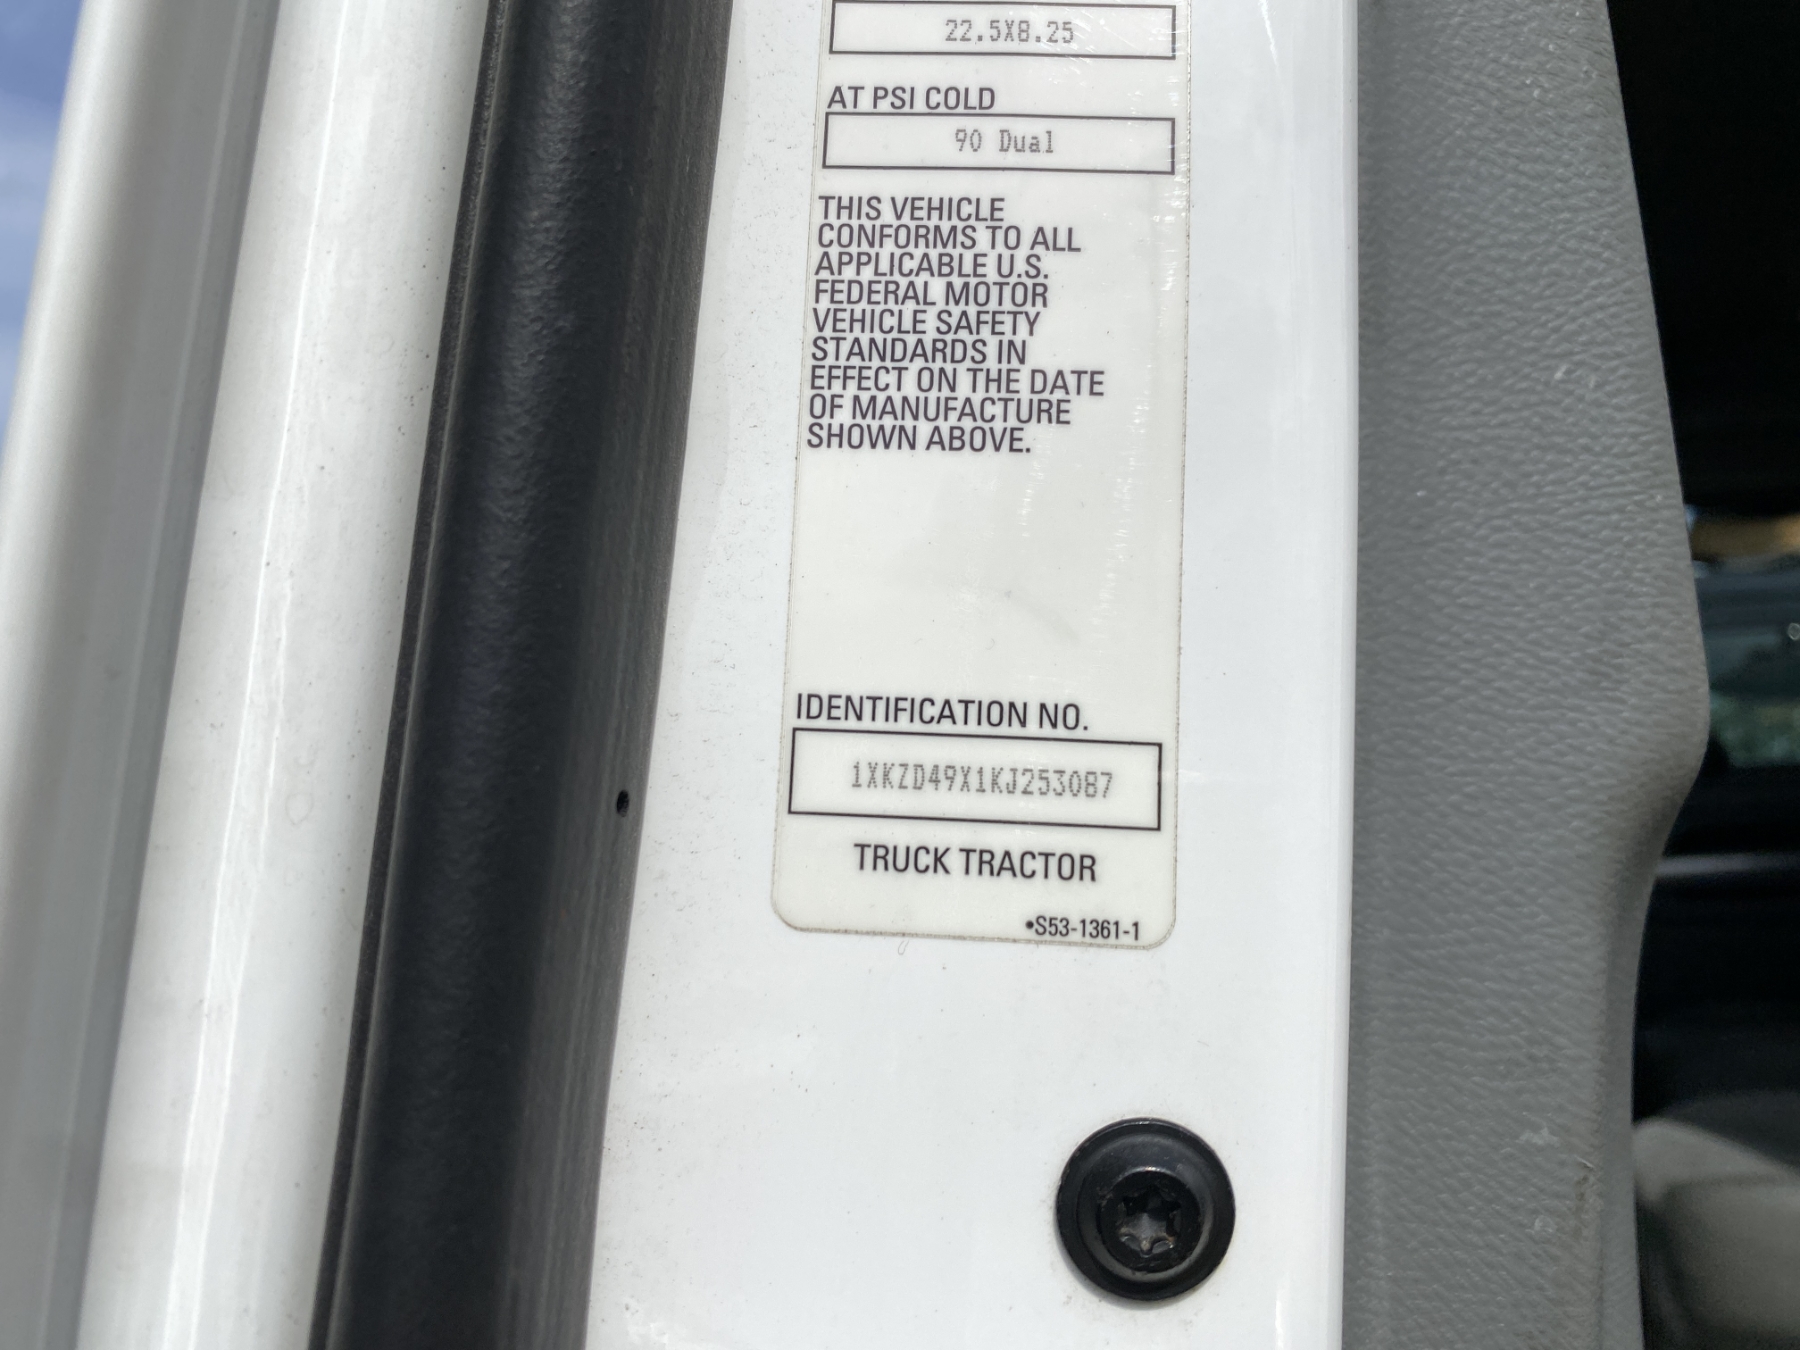 22.5X8.25
AT PSI COLD
90 Dual
THIS VEHICLE
CONFORMS TO ALL
APPLICABLE U.S.
FEDERAL MOTOR
VEHICLE SAFETY
STANDARDS IN
EFFECT ON THE DATE
OF MANUFACTURE
SHOWN ABOVE.
IDENTIFICATION NO.
1XKZD49X1KJ253087
TRUCK TRACTOR
•S53-1361-1